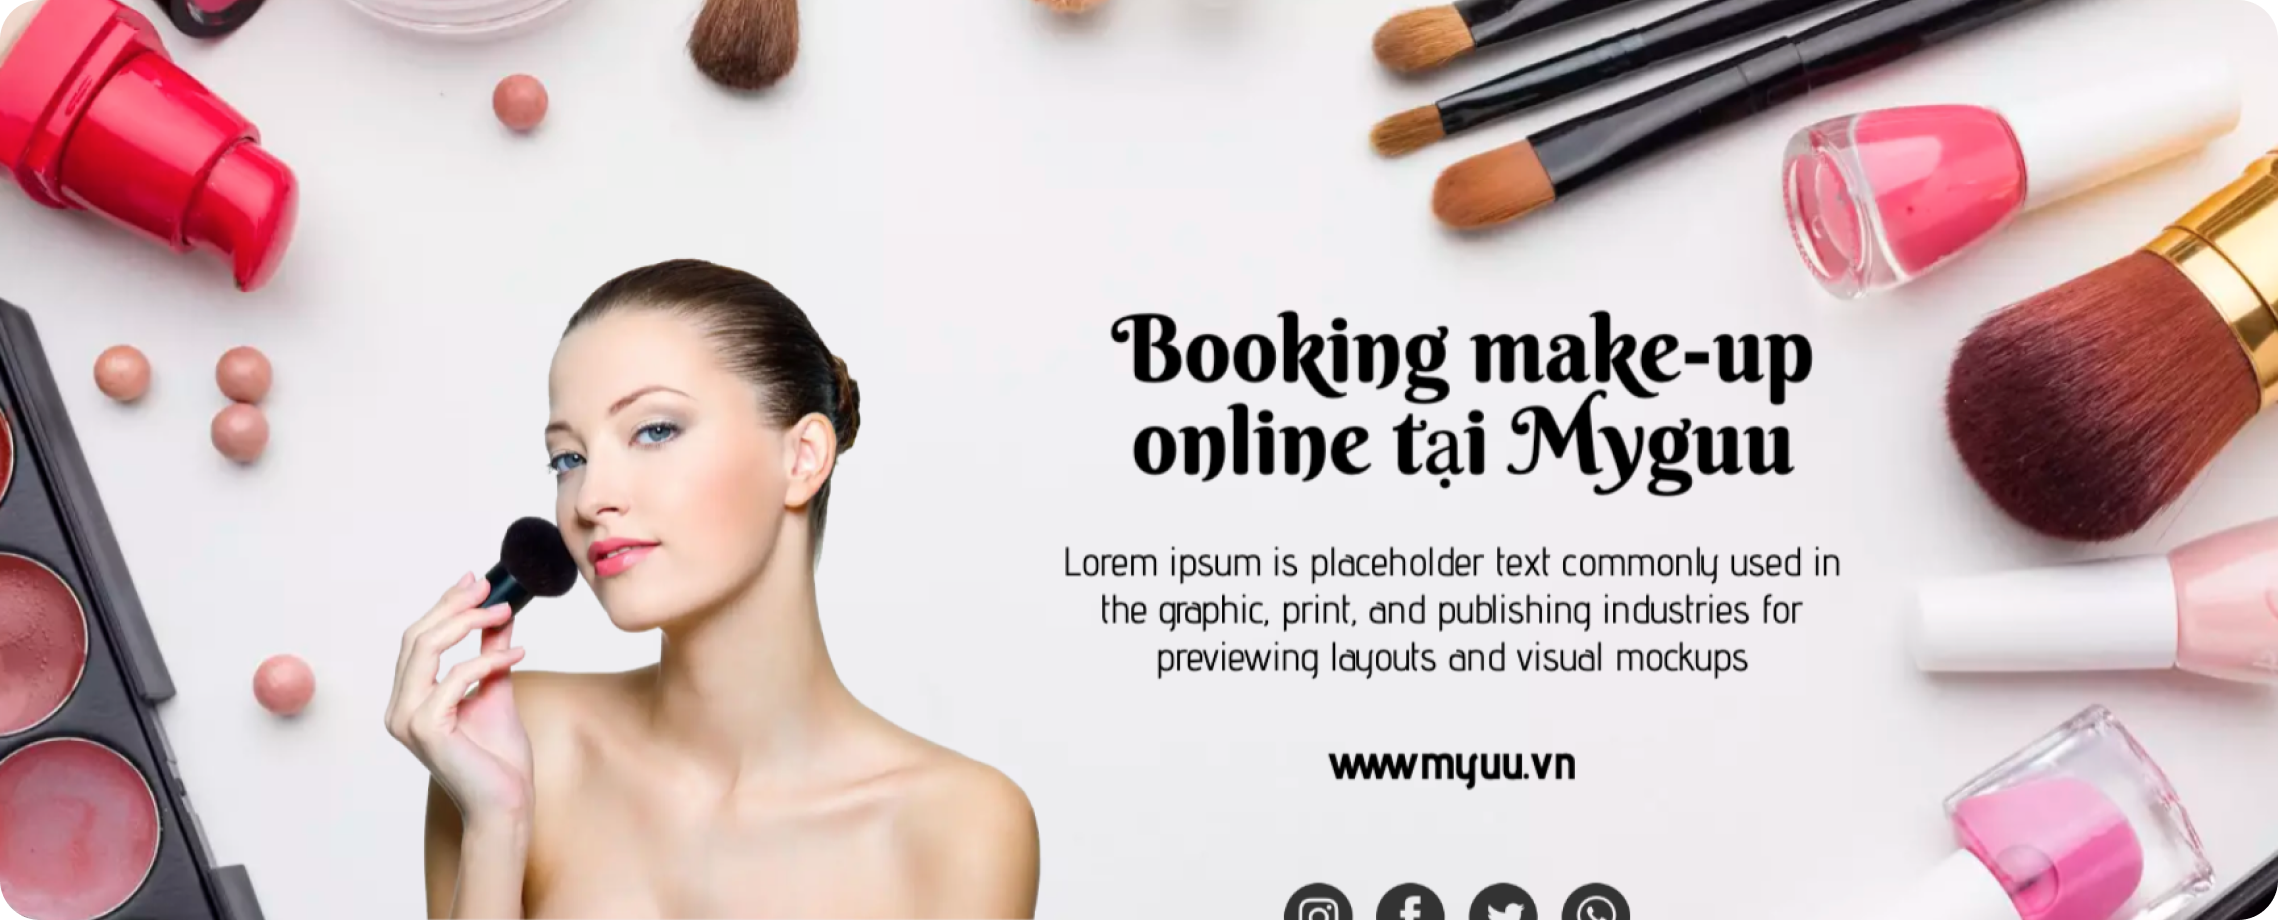 Booking make-up
online tại Myguu
Lorem ipsum is placeholder text commonly used in
the graphic, print, and publishing industries for
previewing layouts and visual mockups
www.myuu.vn